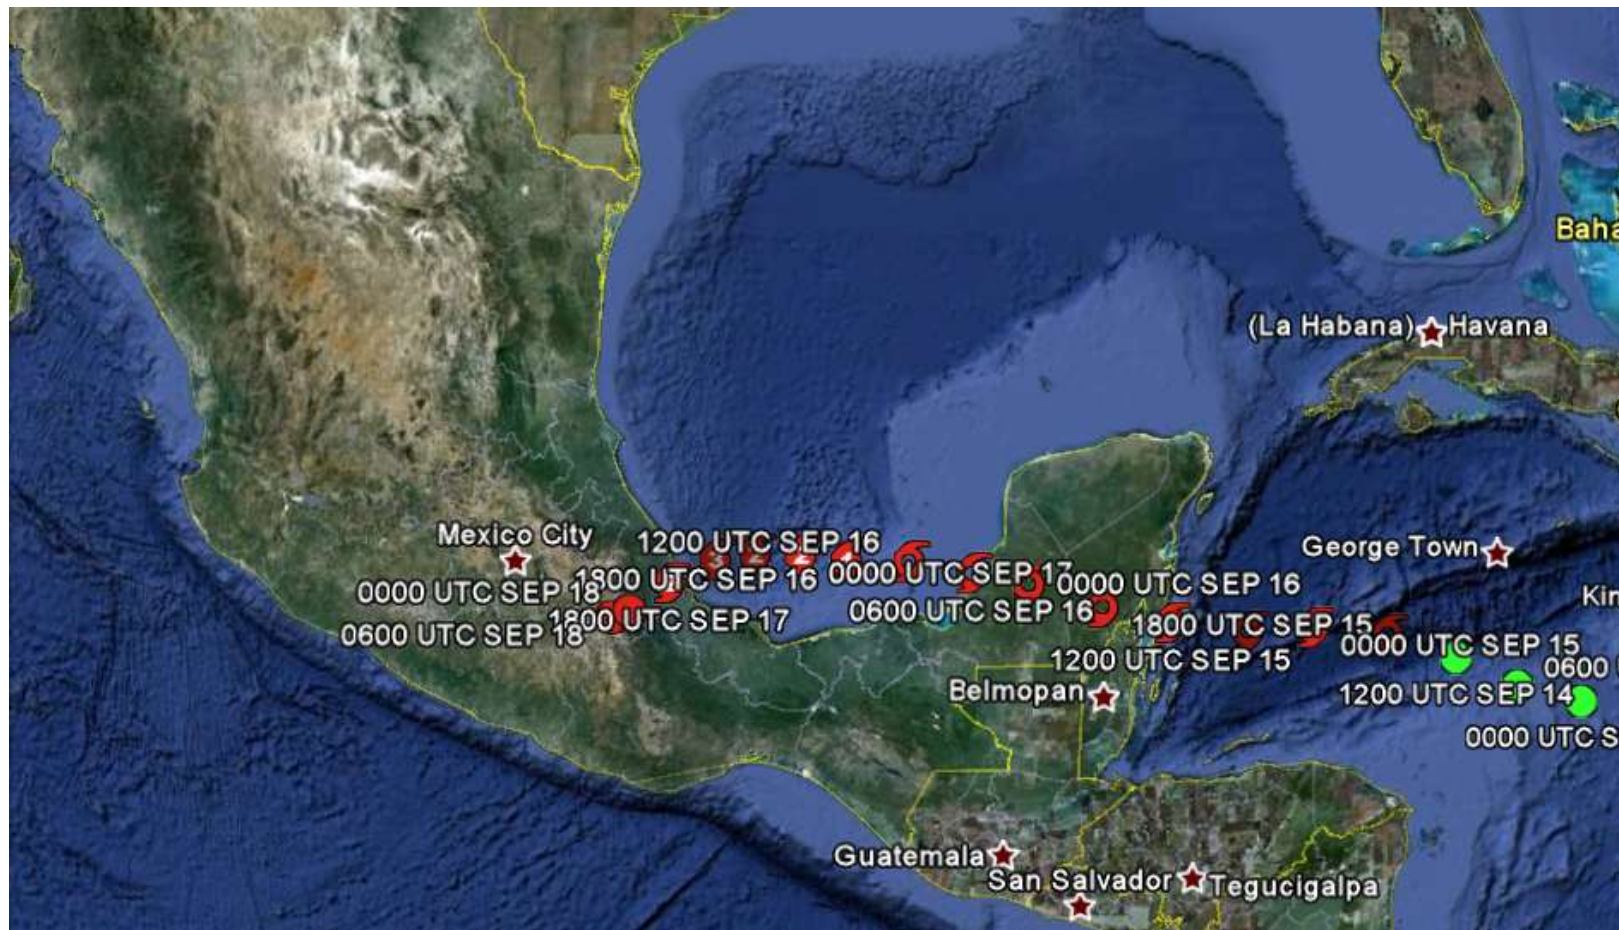 Baha
(La Habana) Havana
Mexico City
1200 UTC SEP 16
George Town
0000 UTC SEP 18
1800 UTC SEP 16
0000 UTC SEP 17
0000 UTC SEP 16
Kin
0600 UTC SEP 16
0600 UTC SEP 18
1800 UTC SEP 17
1800 UTC SEP 15
0000 UTC SEP 15
1200 UTC SEP 15
0600
Belmopan
1200 UTC SEP 14
0000 UTC S
Guatemala
San Salvador
Tegucigalpa